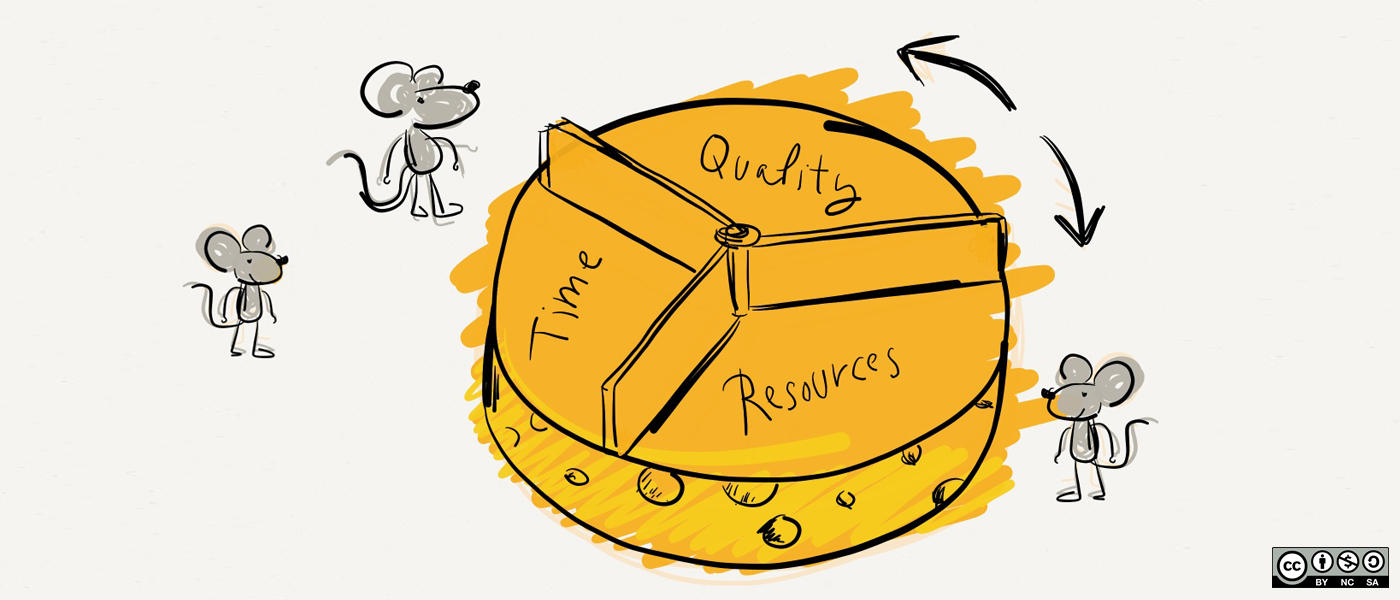 Quality
Time
Resources
cc
BY NC SA